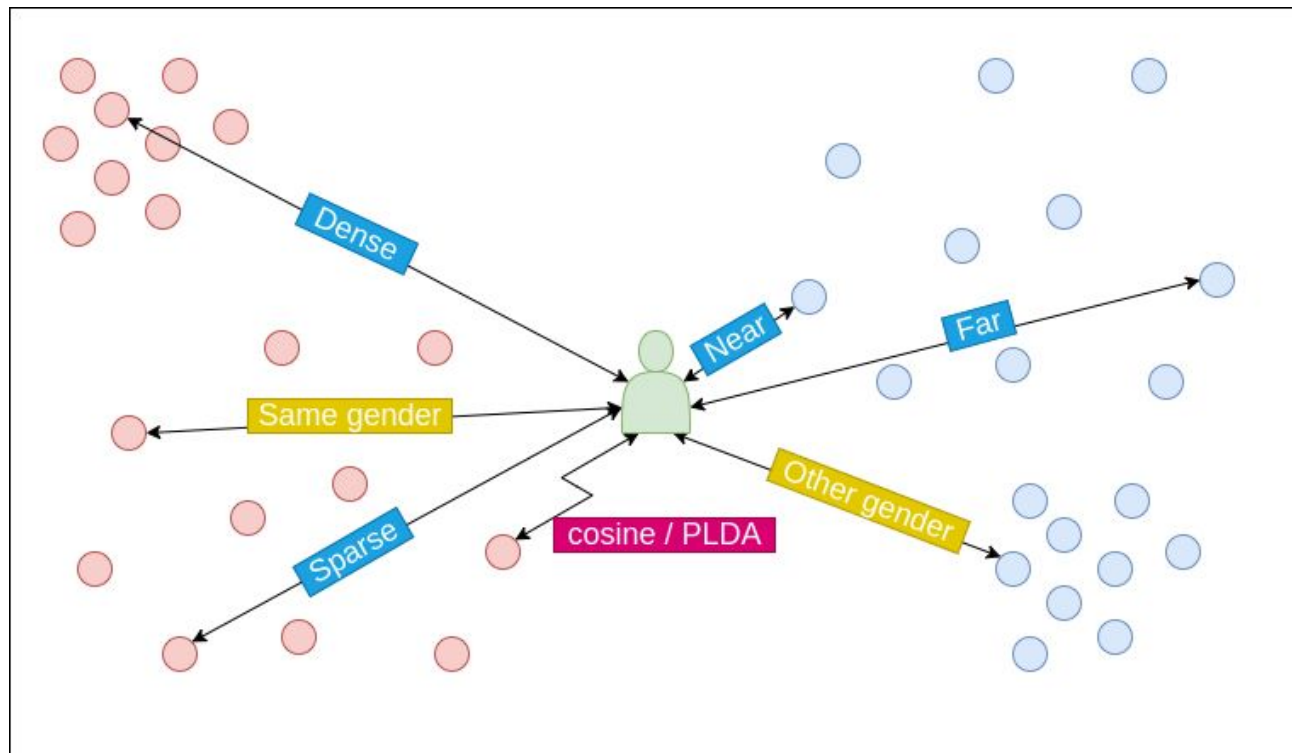 Dense
Near
Far
Same gender
Other gender
Sparse
cosine / PLDA